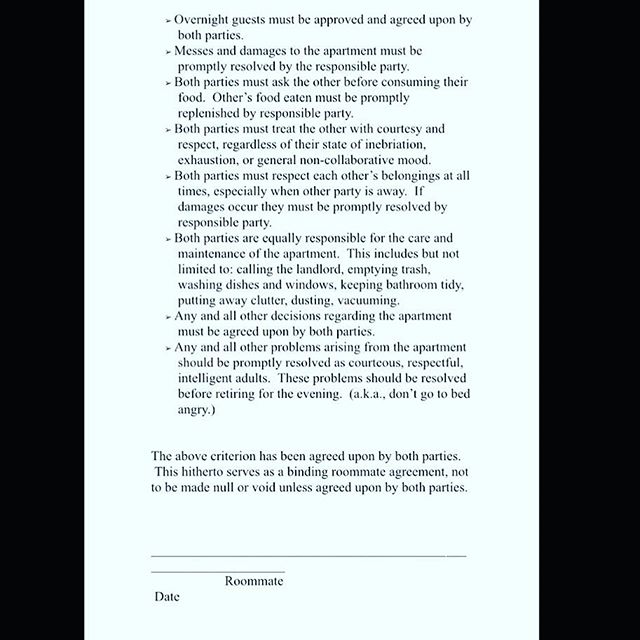 ➢ Overnight guests must be approved and agreed upon by
both parties.
➢ Messes and damages to the apartment must be
promptly resolved by the responsible party.
➢ Both parties must ask the other before consuming their
food.  Other's food eaten must be promptly
replenished by responsible party.
➢ Both parties must treat the other with courtesy and
respect, regardless of their state of inebriation,
exhaustion, or general non-collaborative mood.
➢ Both parties must respect each other's belongings at all
times, especially when other party is away.  If
damages occur they must be promptly resolved by
responsible party.
➢ Both parties are equally responsible for the care and
maintenance of the apartment.  This includes but not
limited to: calling the landlord, emptying trash,
washing dishes and windows, keeping bathroom tidy,
putting away clutter, dusting, vacuuming.
➢ Any and all other decisions regarding the apartment
must be agreed upon by both parties.
➢ Any and all other problems arising from the apartment
should be promptly resolved as courteous, respectful,
intelligent adults.  These problems should be resolved
before retiring for the evening.  (a.k.a., don't go to bed
angry.)
The above criterion has been agreed upon by both parties.
This hitherto serves as a binding roommate agreement, not
to be made null or void unless agreed upon by both parties.
Roommate
Date